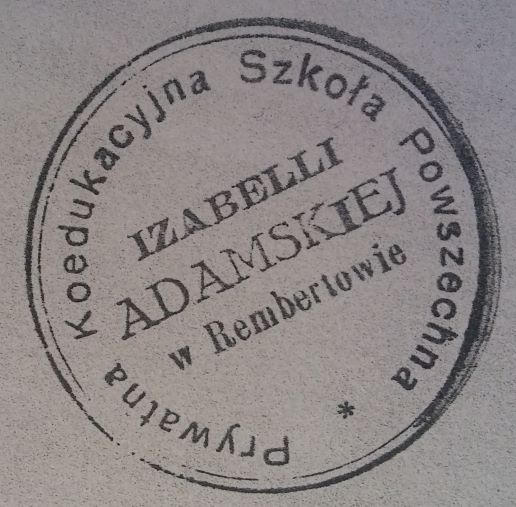 Prywatna Koedukacyjna Szkoła Powszechna *
IZABELLI
ADAMSKIEJ
w Rembertowie